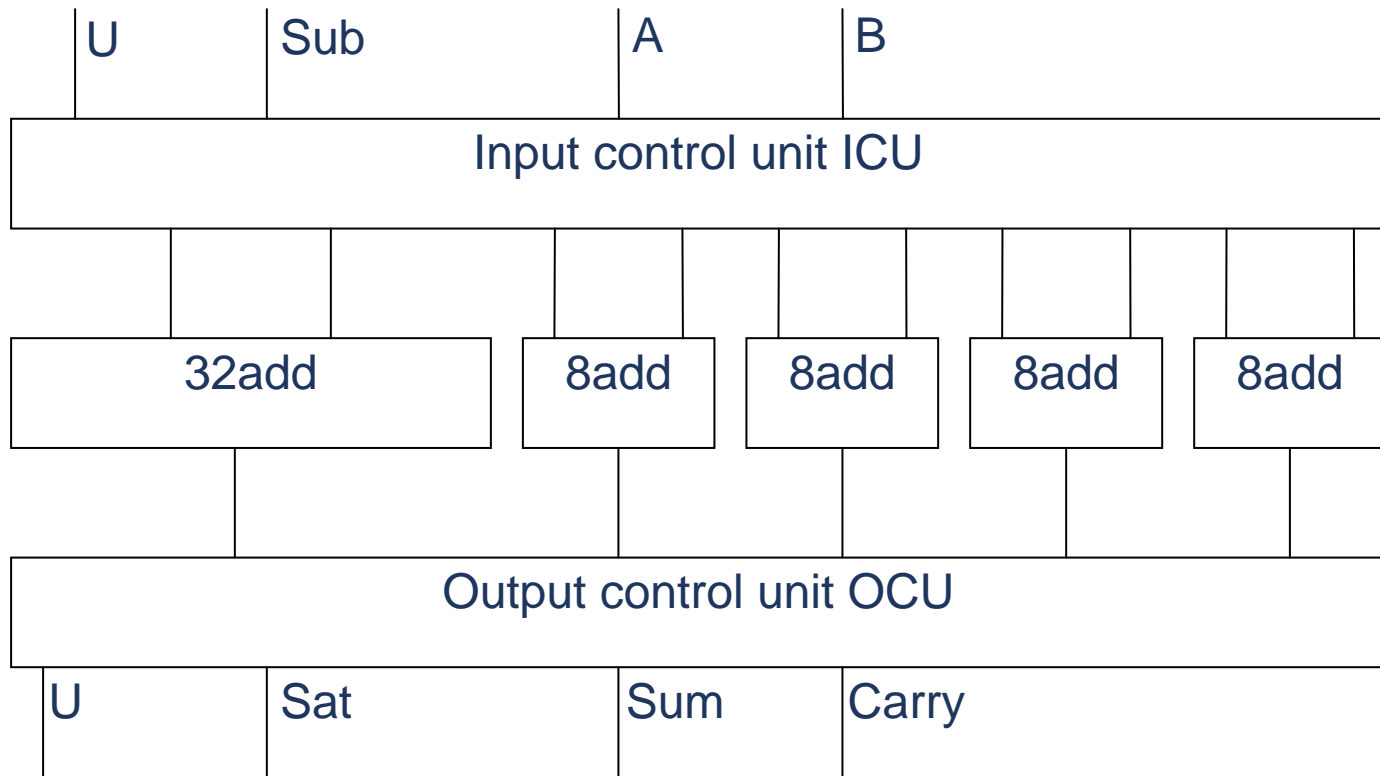 U Sub A B
Input control unit ICU
32add 8add 8add 8add 8add
Output control unit OCU
U Sat Sum Carry